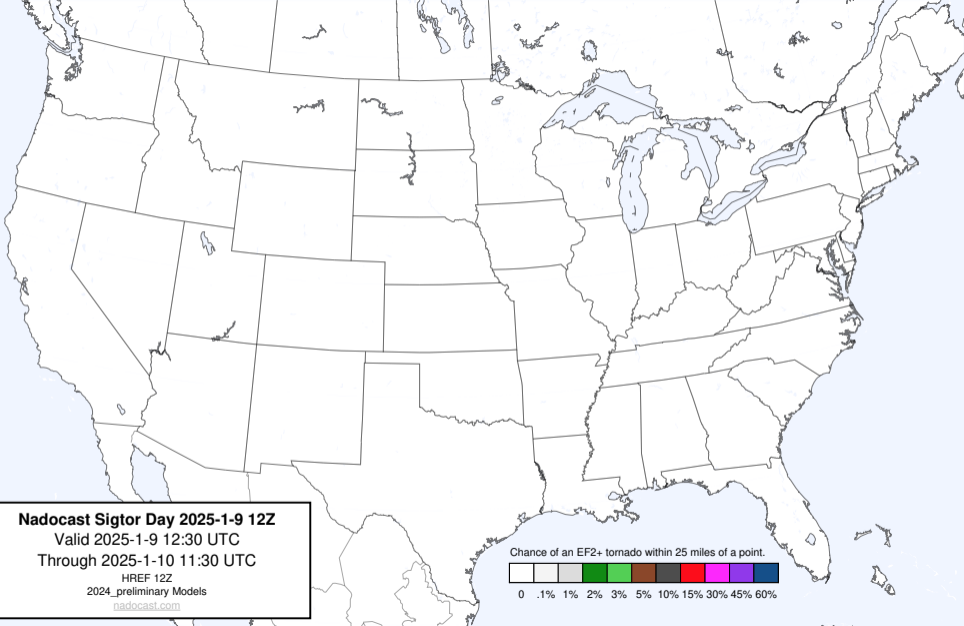 Nadocast Sigtor Day 2025-1-9 12Z
Valid 2025-1-9 12:30 UTC
Through 2025-1-10 11:30 UTC
HREF 12Z
2024_preliminary Models
nadocast.com
Chance of an EF2+ tornado within 25 miles of a point.
0 .1% 1% 2% 3% 5% 10% 15% 30% 45% 60%